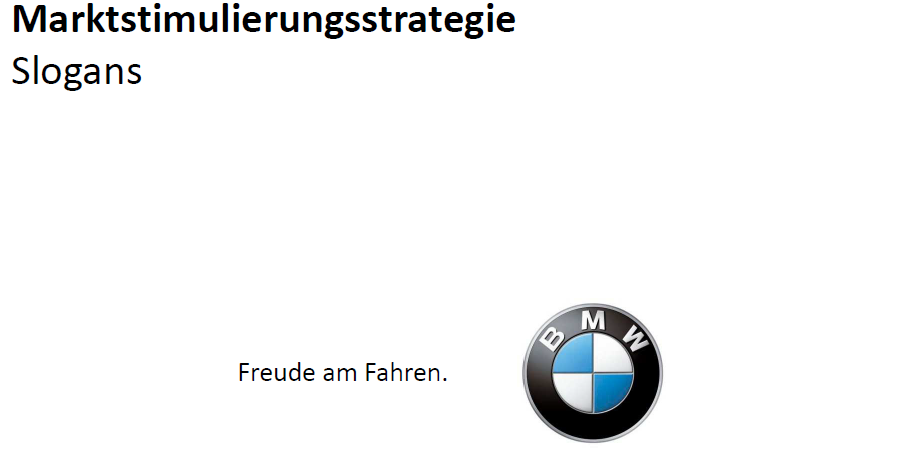 Marktstimulierungsstrategie
Slogans
BMW
Freude am Fahren.